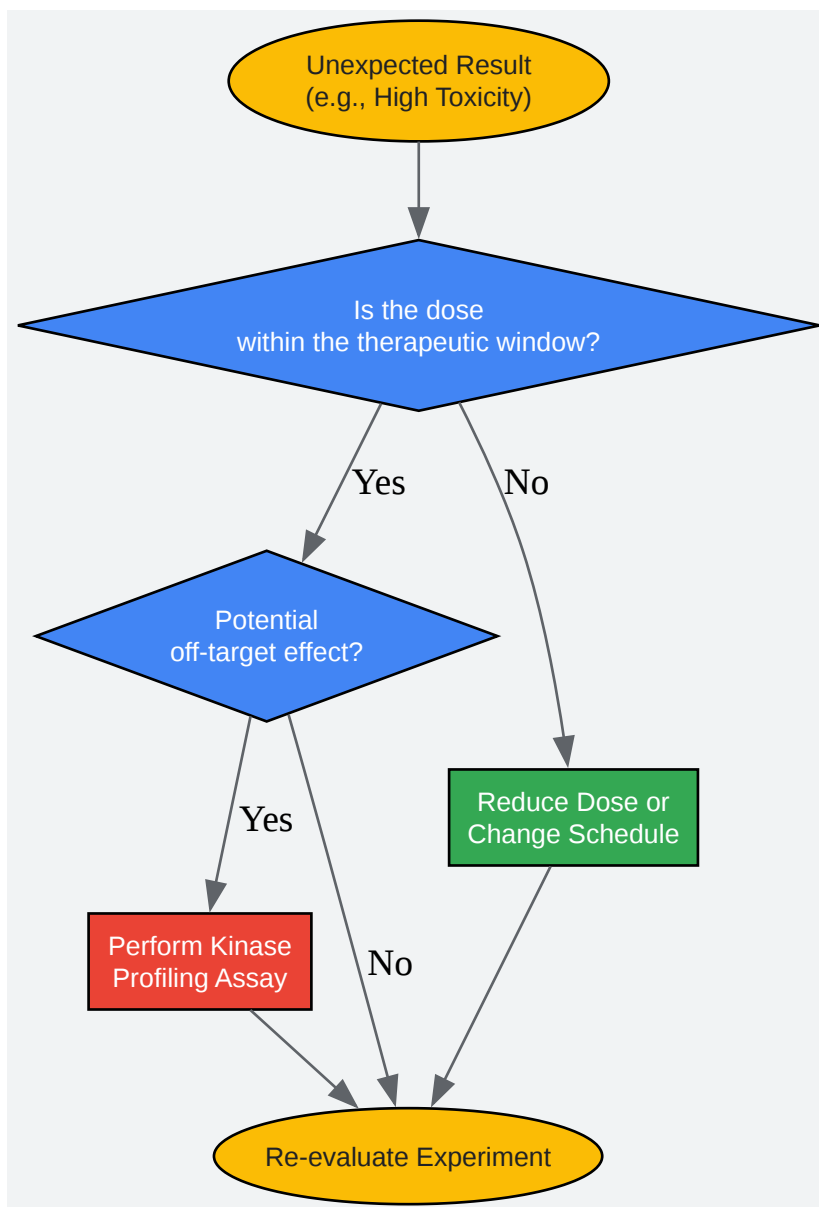 Unexpected Result
(e.g., High Toxicity)
Is the dose
within the therapeutic window?
Yes
No
Potential
off-target effect?
Yes
Reduce Dose or
Change Schedule
Perform Kinase
Profiling Assay
No
Re-evaluate Experiment